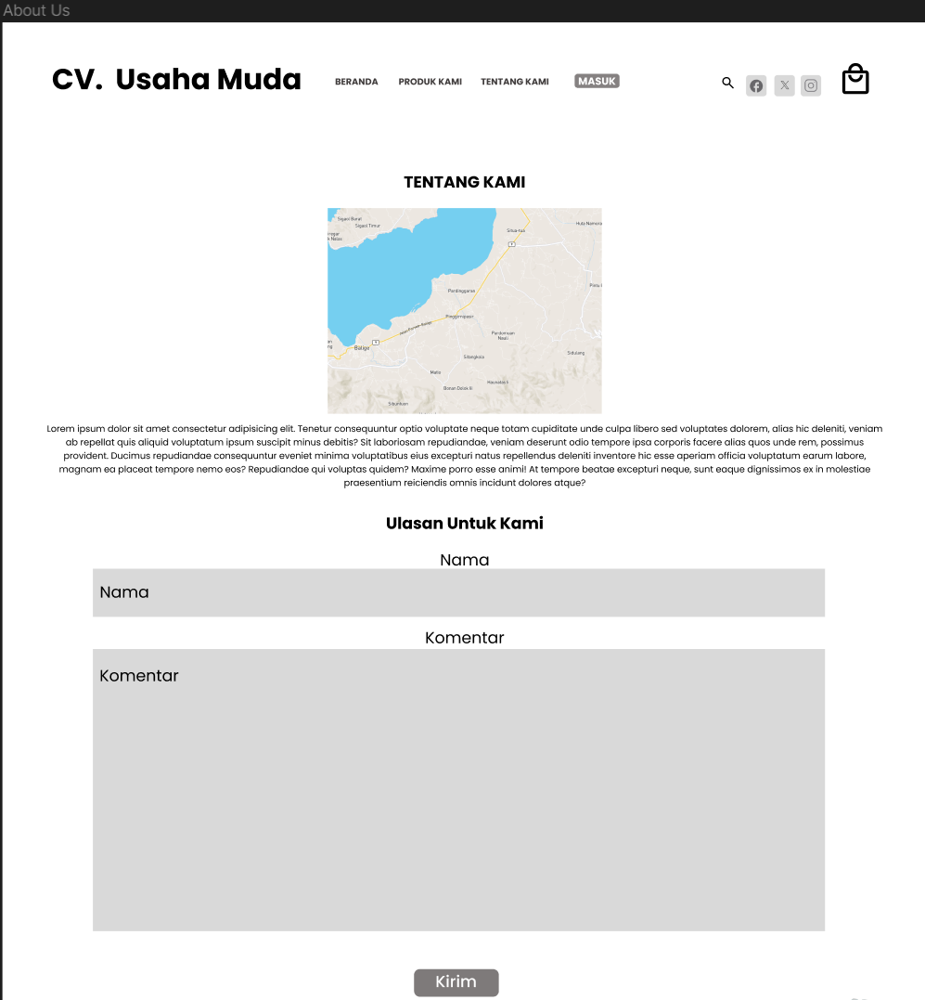 About Us
CV. Usaha Muda
BERANDA
PRODUK KAMI
TENTANG KAMI
MASUK
TENTANG KAMI
Sigaol Barat
Sigaol Timur
Situa-tua
Huta Namora
Pardinggaran
Pinggirnipasir
Balige
Pardomuan
Nauli
Sitangkola
Sidulang
Matio
Bonan Dolok III
Haunatas II
Sibuntuon
Lorem ipsum dolor sit amet consectetur adipisicing elit. Tenetur consequuntur optio voluptate neque totam cupiditate unde culpa libero sed voluptates dolorem, alias hic deleniti, veniam
ab repellat quis aliquid voluptatum ipsum suscipit minus debitis? Sit laboriosam repudiandae, veniam deserunt odio tempore ipsa corporis facere alias quos unde rem, possimus
provident. Ducimus repudiandae consequuntur eveniet minima voluptatibus eius excepturi natus repellendus deleniti inventore hic esse aperiam officia voluptatum earum labore,
magnam ea placeat tempore nemo eos? Repudiandae qui voluptas quidem? Maxime porro esse animi! At tempore beatae excepturi neque, sunt eaque dignissimos ex in molestiae
praesentium reiciendis omnis incidunt dolores atque?
Ulasan Untuk Kami
Nama
Nama
Komentar
Komentar
Kirim